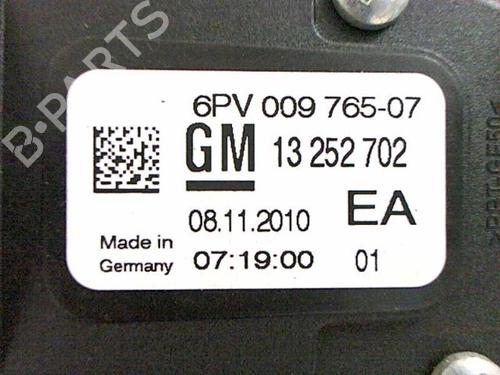 6PV 009 765-07
GM 13 252 702
08.11.2010 EA
Made in
Germany 07:19:00 01
B-PARTS